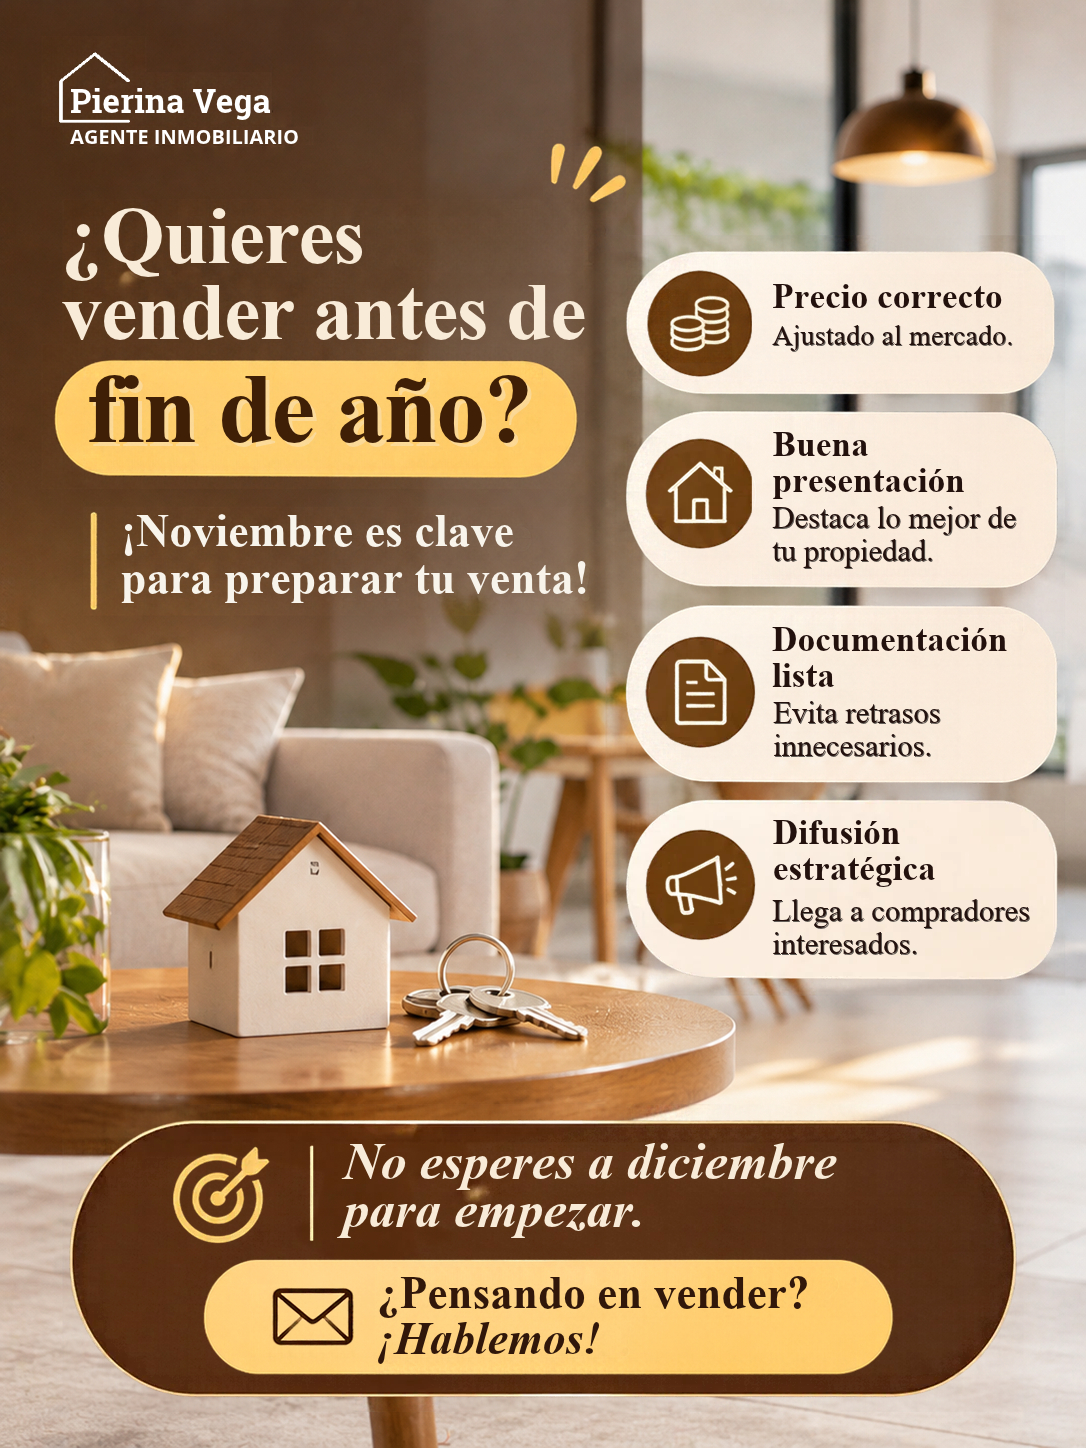 Pierina Vega
AGENTE INMOBILIARIO
¿Quieres
vender antes de
fin de año?
¡Noviembre es clave
para preparar tu venta!
Precio correcto
Ajustado al mercado.
Buena
presentación
Destaca lo mejor de
tu propiedad.
Documentación
lista
Evita retrasos
innecesarios.
Difusión
estratégica
Llega a compradores
interesados.
No esperes a diciembre
para empezar.
¿Pensando en vender?
¡Hablemos!